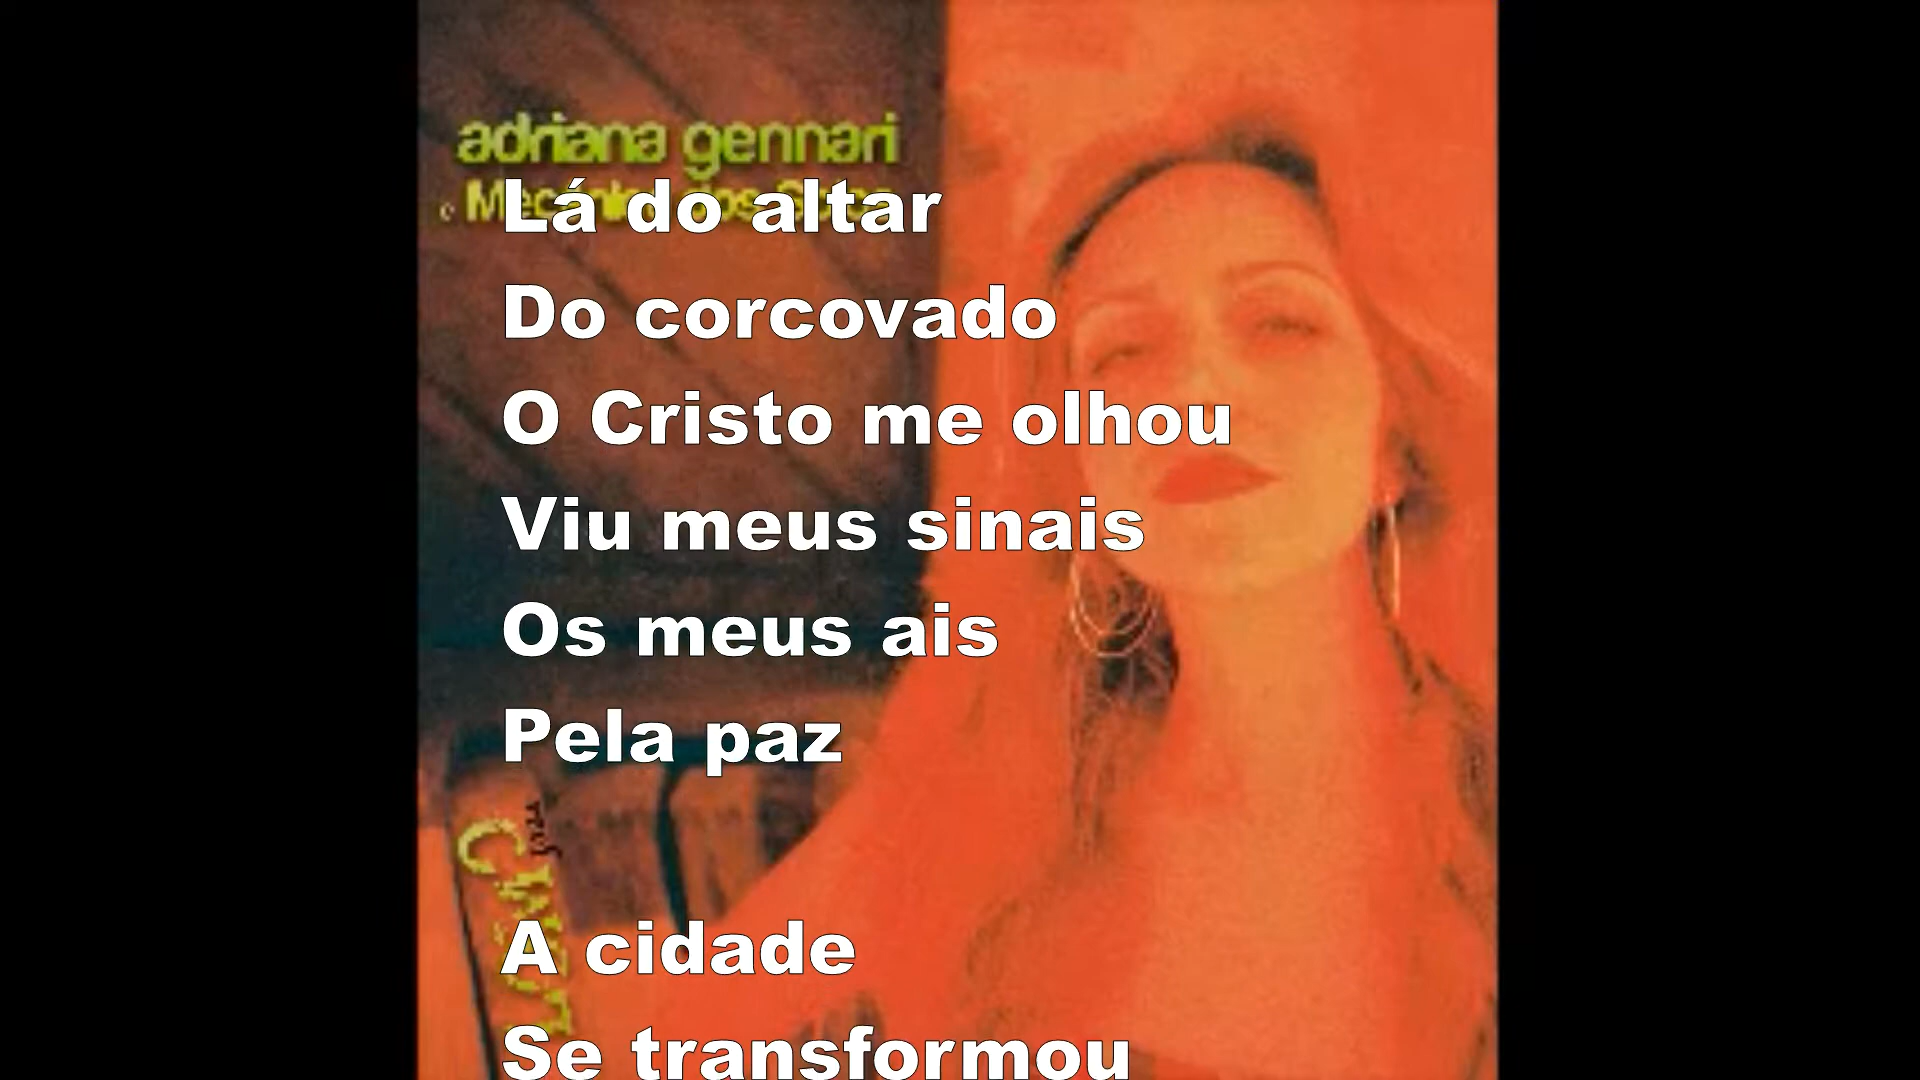 adriana gennari
e
Lá do altar
Do corcovado
O Cristo me olhou
Viu meus sinais
Os meus ais
Pela paz
A cidade
Se transformou